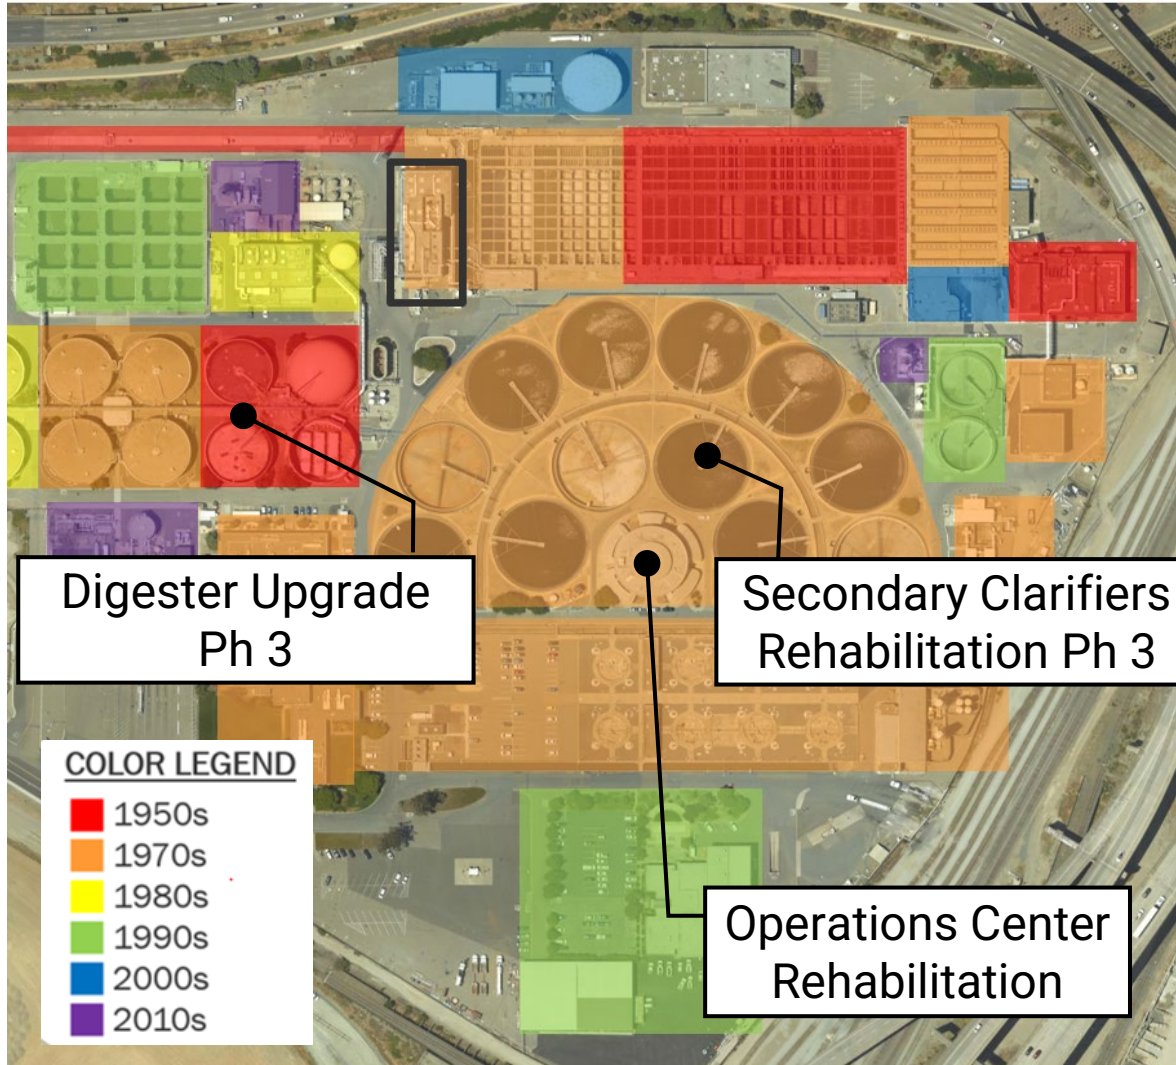 Digester Upgrade
Ph 3
Secondary Clarifiers
Rehabilitation Ph 3
COLOR LEGEND
1950s
1970s
1980s
1990s
2000s
2010s
Operations Center
Rehabilitation